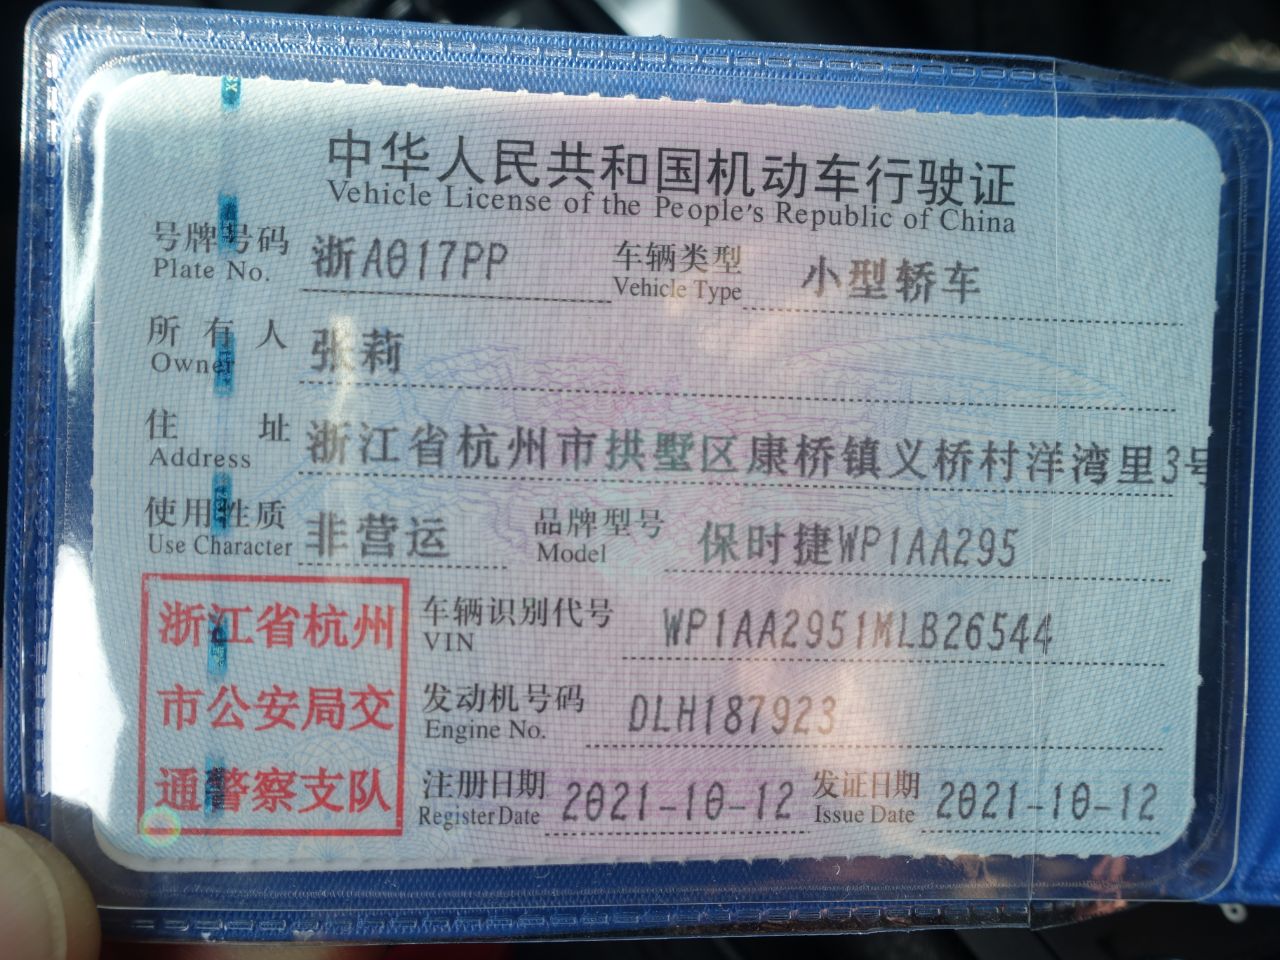 中华人民共和国机动车行驶证
Vehicle License of the People's Republic of China
号牌号码 浙A017PP 车辆类型 小型轿车
Plate No. Vehicle Type
所有人 张莉
Owner
住址 浙江省杭州市拱墅区康桥镇义桥村洋湾里3号
Address
使用性质 非营运 品牌型号 保时捷WP1AA295
Use Character Model
车辆识别代号 WP1AA2951MLB26544
VIN
发动机号码 DLH187923
Engine No.
注册日期 2021-10-12 发证日期 2021-10-12
Register Date Issue Date
浙江省杭州
市公安局交
通警察支队